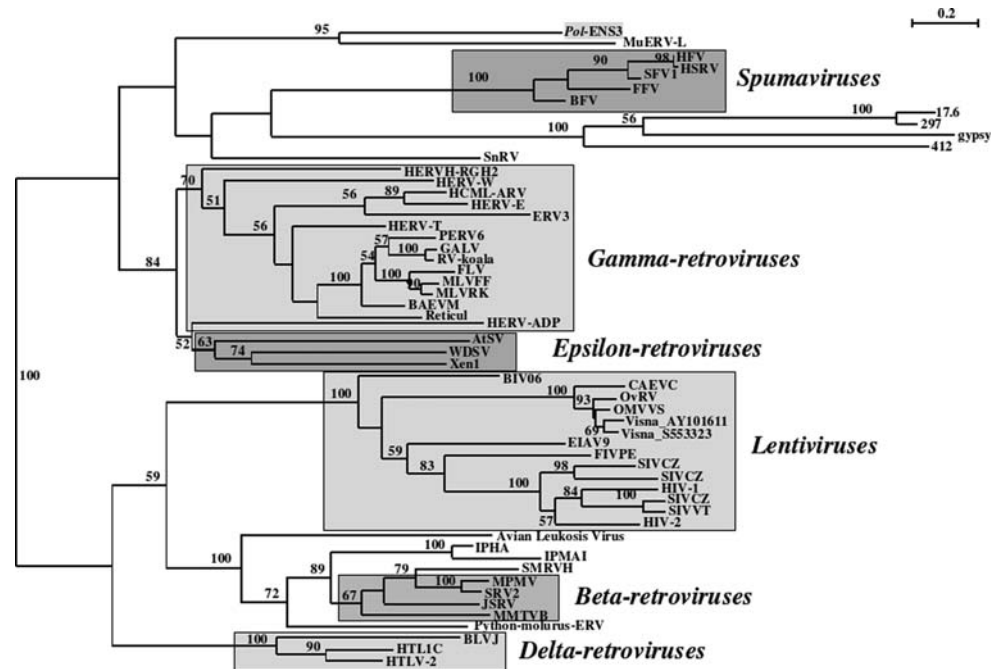 0.2
95
Pol-ENS3
MuERV-L
98
HFV
90
HSRV
SFV1
100
FFV
BFV
Spumaviruses
100
17.6
56
297
100
gypsy
412
SnRV
70
HERVH-RGH2
51
HERV-W
89
HCML-ARV
56
HERV-E
ERV3
56
HERV-T
57
PERV6
100
GALV
54
RV-koala
100
FLV
100
MLVFF
90
MLVRK
BAEVM
Reticul
Gamma-retroviruses
84
HERV-ADP
52
63
AtSV
74
WDSV
Xen1
Epsilon-retroviruses
100
BIV06
100
100
CAEVC
93
OvRV
OMVVS
Visna_AY101611
69
Visna_S553323
Lentiviruses
59
EIAV9
83
FIVPE
98
SIVCZ
100
SIVCZ
84
HIV-1
100
SIVCZ
SIVVT
57
HIV-2
59
Avian Leukosis Virus
100
100
IPHA
IPMAI
89
79
SMRVH
100
MPMV
67
SRV2
JSRV
MMTVB
72
Python-molurus-ERV
Beta-retroviruses
100
BLVJ
90
HTL1C
HTLV-2
Delta-retroviruses